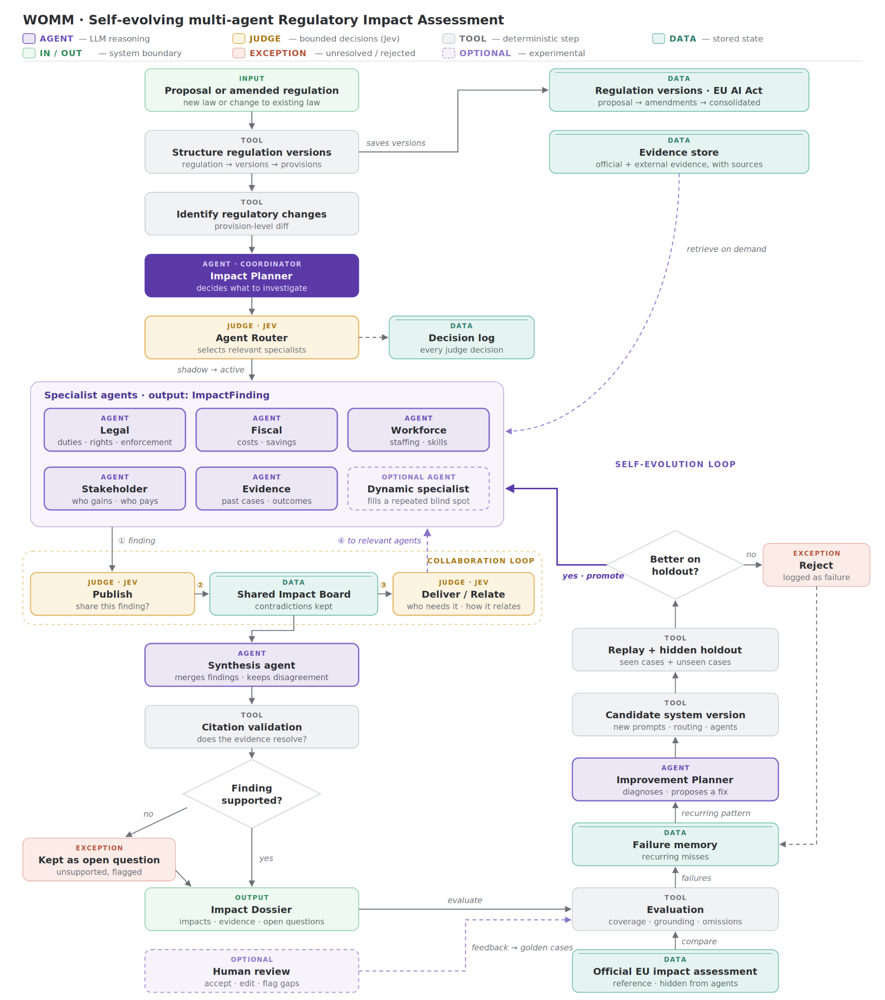 WOMM · Self-evolving multi-agent Regulatory Impact Assessment
AGENT — LLM reasoning
JUDGE — bounded decisions (Jev)
TOOL — deterministic step
DATA — stored state
IN / OUT — system boundary
EXCEPTION — unresolved / rejected
OPTIONAL — experimental
INPUT
Proposal or amended regulation
new law or change to existing law
DATA
Regulation versions · EU AI Act
proposal → amendments → consolidated
TOOL
Structure regulation versions
regulation → versions → provisions
saves versions
DATA
Evidence store
official + external evidence, with sources
TOOL
Identify regulatory changes
provision-level diff
retrieve on demand
AGENT · COORDINATOR
Impact Planner
decides what to investigate
JUDGE · JEV
Agent Router
selects relevant specialists
DATA
Decision log
every judge decision
shadow → active
Specialist agents · output: ImpactFinding
AGENT
Legal
duties · rights · enforcement
AGENT
Fiscal
costs · savings
AGENT
Workforce
staffing · skills
AGENT
Stakeholder
who gains · who pays
AGENT
Evidence
past cases · outcomes
OPTIONAL AGENT
Dynamic specialist
fills a repeated blind spot
SELF-EVOLUTION LOOP
① finding
④ to relevant agents
COLLABORATION LOOP
JUDGE · JEV
Publish
share this finding?
②
DATA
Shared Impact Board
contradictions kept
③
JUDGE · JEV
Deliver / Relate
who needs it · how it relates
yes · promote
Better on
holdout?
no
EXCEPTION
Reject
logged as failure
AGENT
Synthesis agent
merges findings · keeps disagreement
TOOL
Replay + hidden holdout
seen cases + unseen cases
TOOL
Citation validation
does the evidence resolve?
TOOL
Candidate system version
new prompts · routing · agents
Finding
supported?
no
yes
AGENT
Improvement Planner
diagnoses · proposes a fix
recurring pattern
EXCEPTION
Kept as open question
unsupported, flagged
DATA
Failure memory
recurring misses
failures
OUTPUT
Impact Dossier
impacts · evidence · open questions
evaluate
TOOL
Evaluation
coverage · grounding · omissions
compare
feedback → golden cases
OPTIONAL
Human review
accept · edit · flag gaps
DATA
Official EU impact assessment
reference · hidden from agents